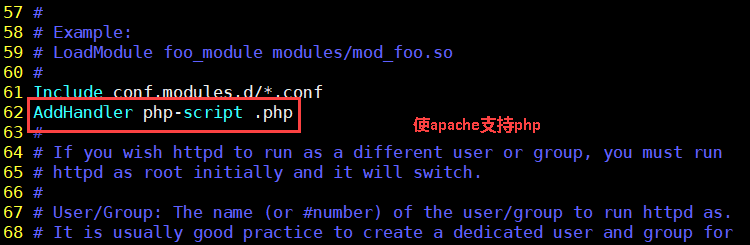 57 #
58 # Example:
59 # LoadModule foo_module modules/mod_foo.so
60 #
61 Include conf.modules.d/*.conf
62 AddHandler php-script .php
使apache支持php
63 #
64 # If you wish httpd to run as a different user or group, you must run
65 # httpd as root initially and it will switch.
66 #
67 # User/Group: The name (or #number) of the user/group to run httpd as.
68 # It is usually good practice to create a dedicated user and group for